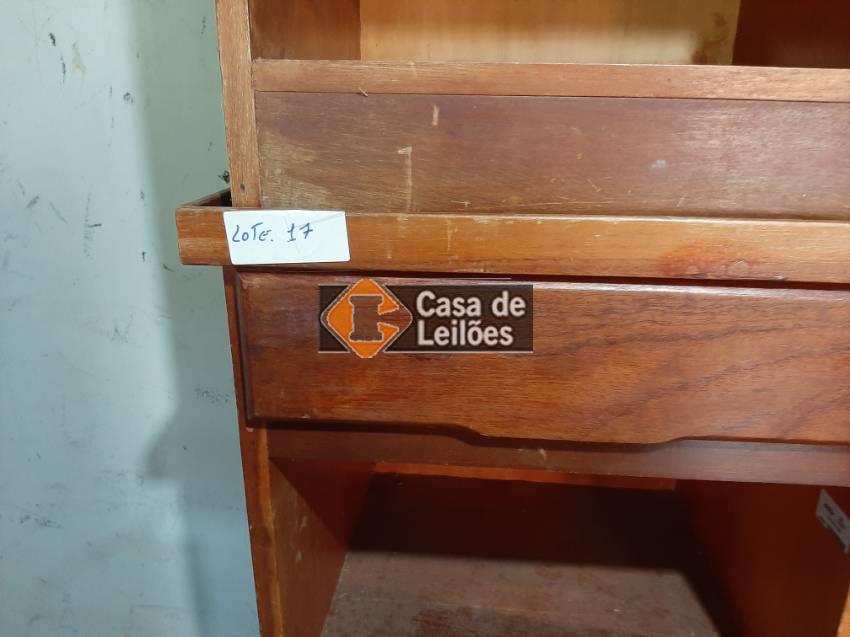 LOTE. 17
Casa de
Leilões